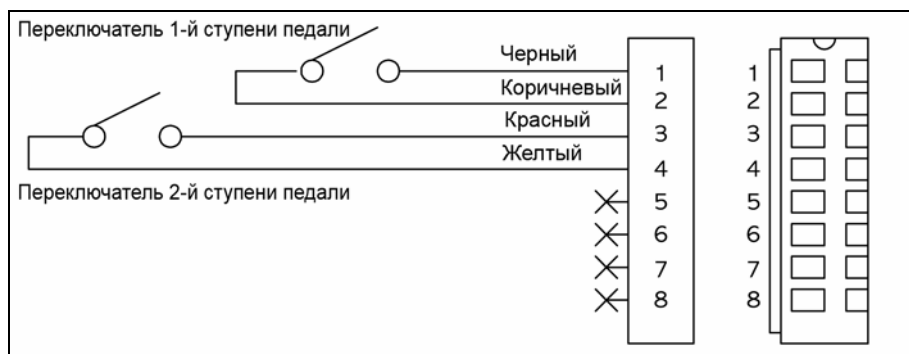 Переключатель 1-й ступени педали
Черный
Коричневый
Красный
Желтый
Переключатель 2-й ступени педали
1 1
2 2
3 3
4 4
5 5
6 6
7 7
8 8